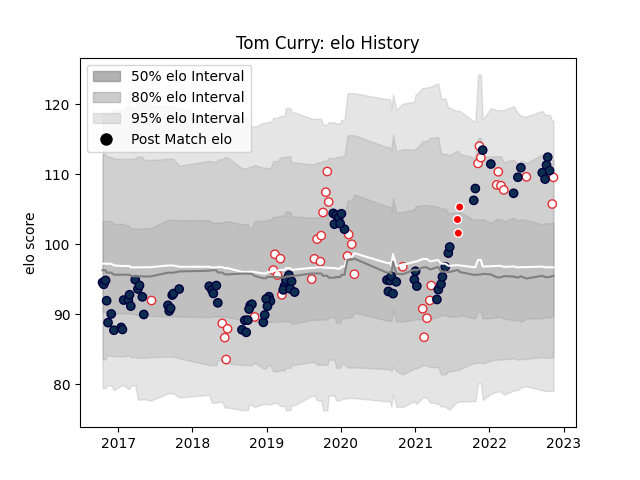 Tom Curry: elo History
50% elo Interval
80% elo Interval
95% elo Interval
Post Match elo
elo score
120
110
100
90
80
2017 2018 2019 2020 2021 2022 2023